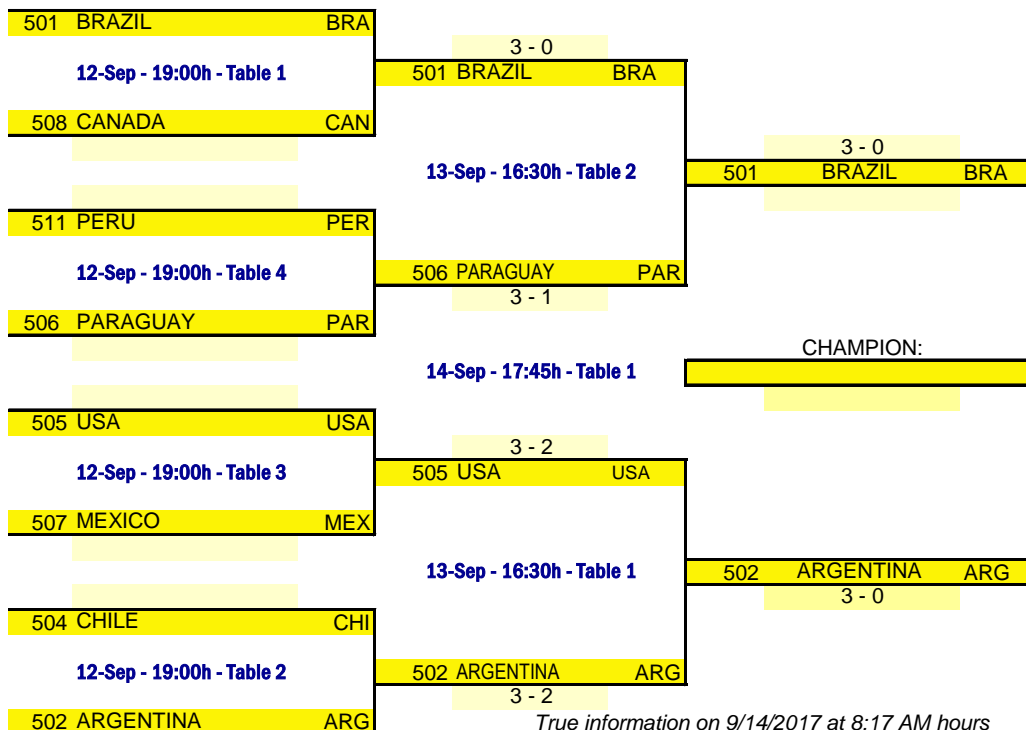 501 BRAZIL BRA
3 - 0
12-Sep - 19:00h - Table 1
501 BRAZIL BRA
508 CANADA CAN
3 - 0
13-Sep - 16:30h - Table 2
501 BRAZIL BRA
511 PERU PER
12-Sep - 19:00h - Table 4
506 PARAGUAY PAR
3 - 1
506 PARAGUAY PAR
CHAMPION:
14-Sep - 17:45h - Table 1
505 USA USA
3 - 2
12-Sep - 19:00h - Table 3
505 USA USA
507 MEXICO MEX
13-Sep - 16:30h - Table 1
502 ARGENTINA ARG
3 - 0
504 CHILE CHI
12-Sep - 19:00h - Table 2
502 ARGENTINA ARG
3 - 2
502 ARGENTINA ARG
True information on 9/14/2017 at 8:17 AM hours